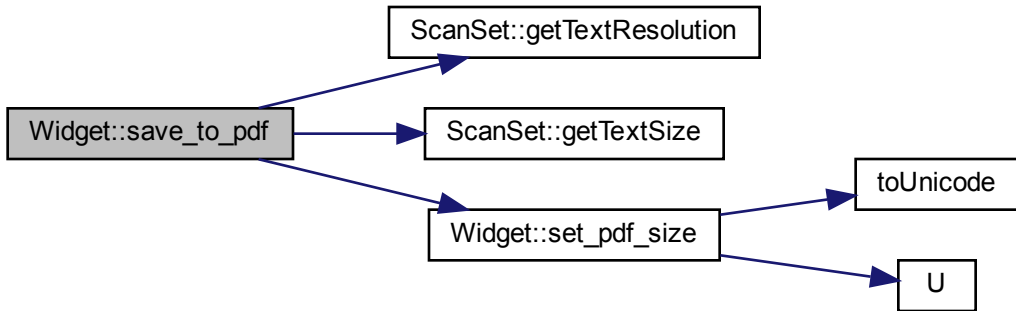 ScanSet::getTextResolution
Widget::save_to_pdf
ScanSet::getTextSize
toUnicode
Widget::set_pdf_size
U